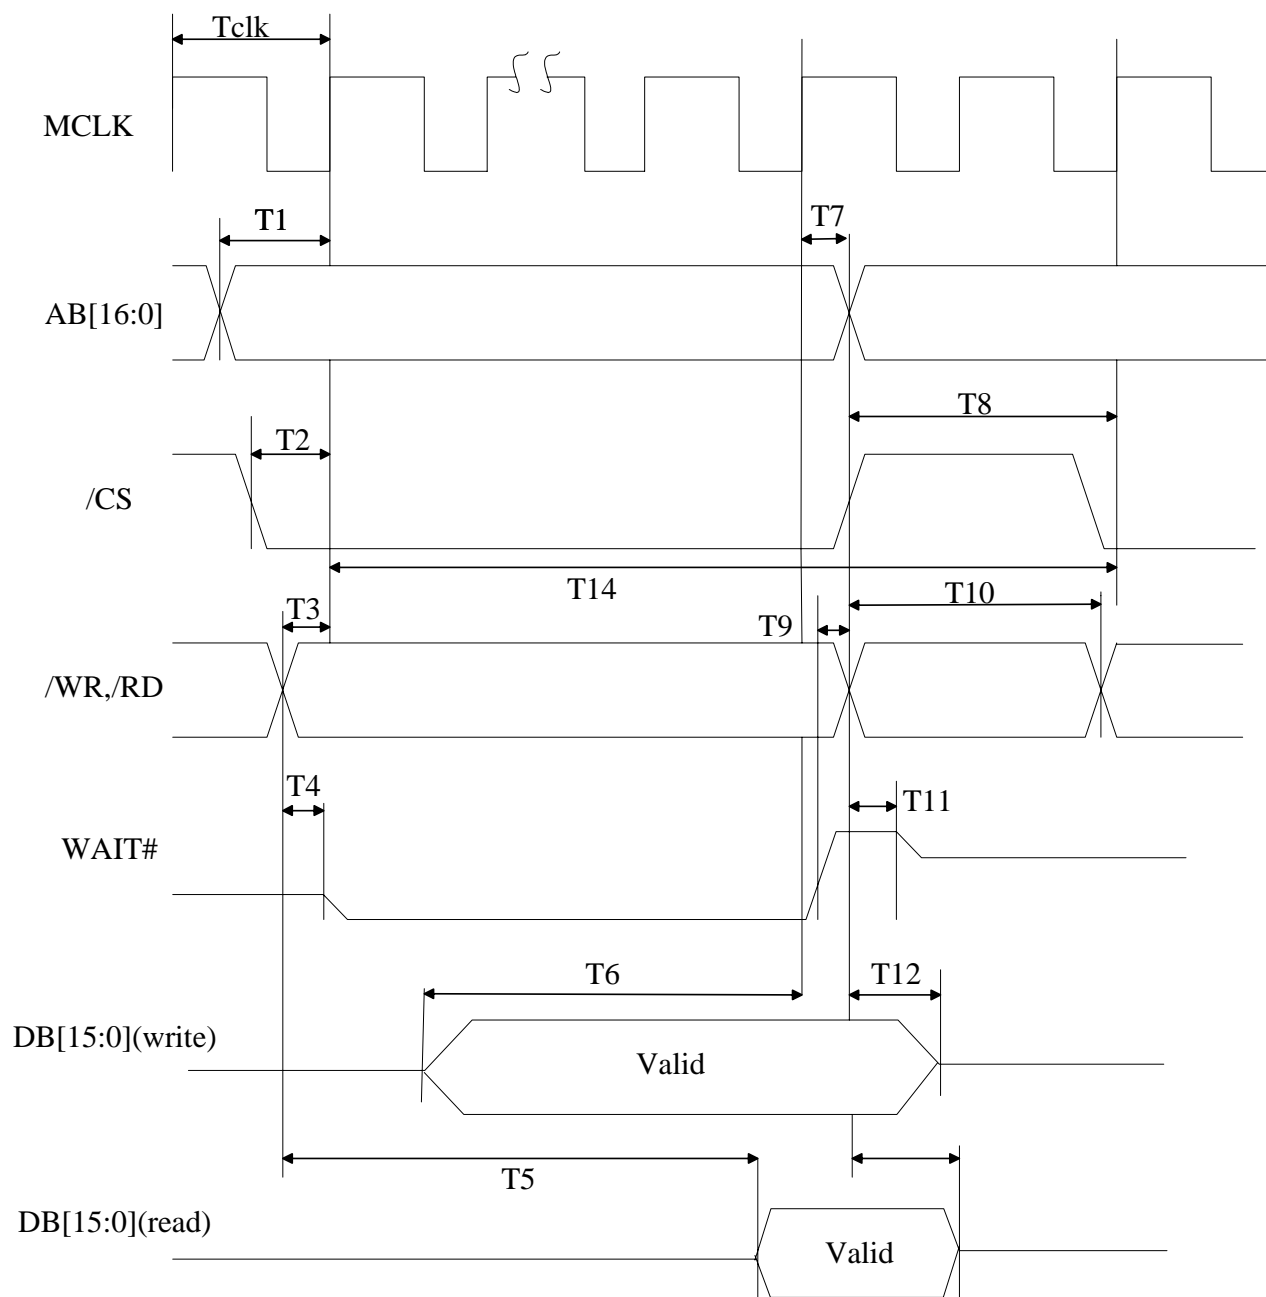 Tclk
MCLK
T1
T7
AB[16:0]
T8
T2
/CS
T14
T3
T10
T9
/WR,/RD
T4
T11
WAIT#
T6
T12
DB[15:0](write)
Valid
T5
DB[15:0](read)
Valid